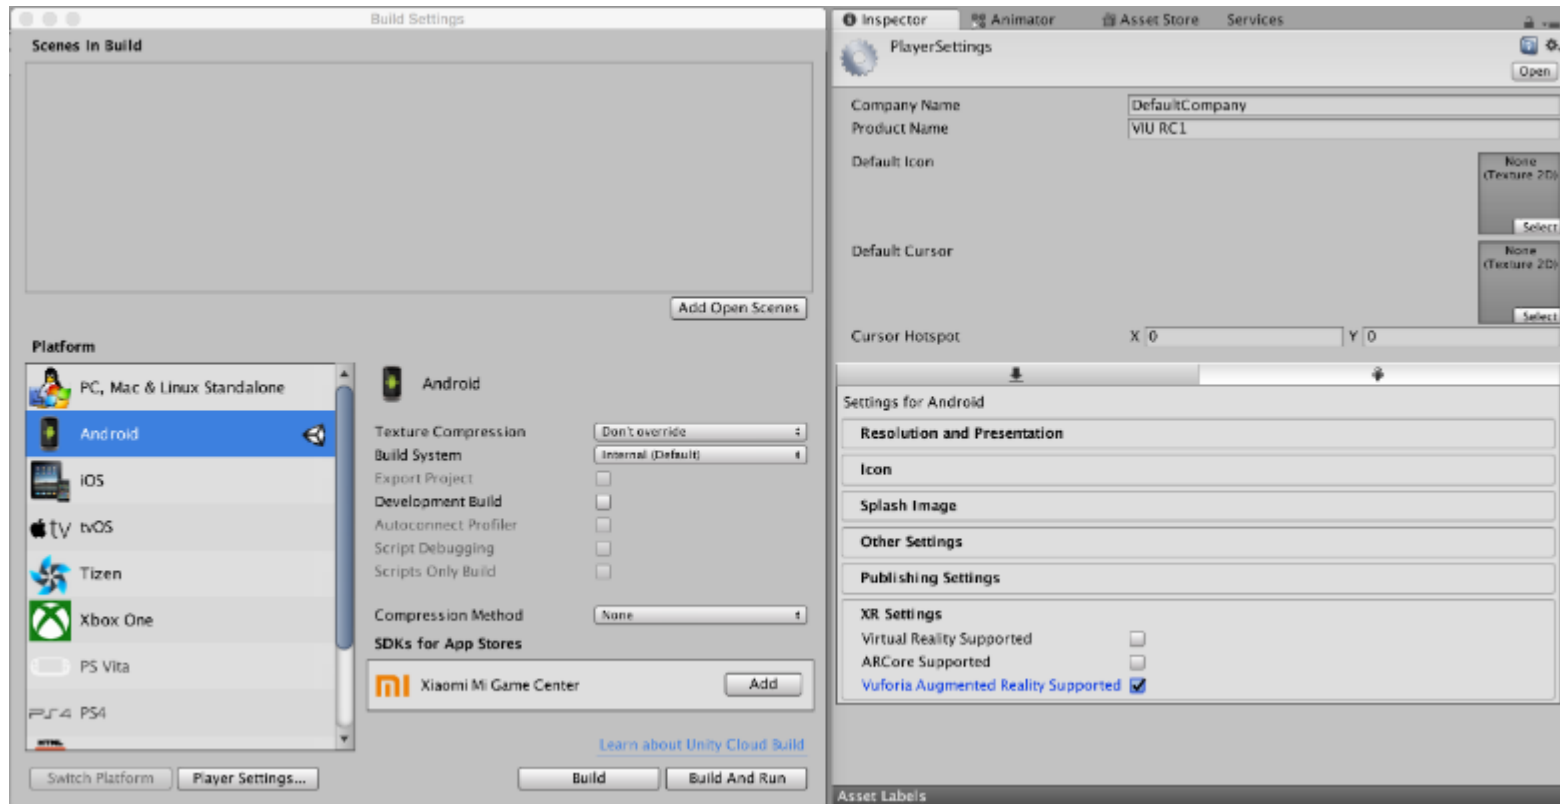 Build Settings
Scenes In Build
Add Open Scenes
Platform
PC, Mac & Linux Standalone
Android
iOS
tv tvOS
Tizen
Xbox One
PS Vita
PS4 PS4
HTML
Switch Platform
Player Settings...
Android
Texture Compression Don't override
Build System Internal (Default)
Export Project
Development Build
Autoconnect Profiler
Script Debugging
Scripts Only Build
Compression Method None
SDKs for App Stores
Xiaomi Mi Game Center Add
Learn about Unity Cloud Build
Build
Build And Run
Inspector Animator Asset Store Services
PlayerSettings
Open
Company Name DefaultCompany
Product Name VIU RC1
Default Icon
None
(Texture 2D)
Select
Default Cursor
None
(Texture 2D)
Select
Cursor Hotspot X 0 Y 0
Settings for Android
Resolution and Presentation
Icon
Splash Image
Other Settings
Publishing Settings
XR Settings
Virtual Reality Supported
ARCore Supported
Vuforia Augmented Reality Supported
Asset Labels